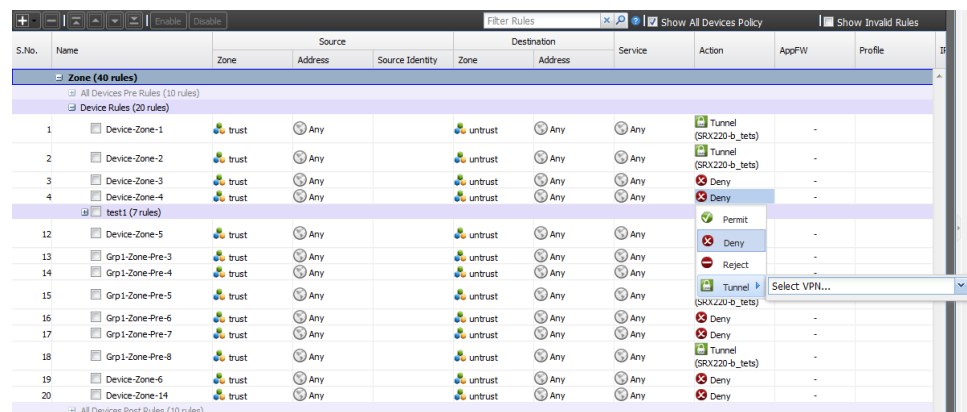 Enable Disable Filter Rules Show All Devices Policy Show Invalid Rules
S.No. Name Source Destination Service Action AppFW Profile
Zone Address Source Identity Zone Address
Zone (40 rules)
All Devices Pre Rules (10 rules)
Device Rules (20 rules)
1 Device-Zone-1 trust Any untrust Any Any Tunnel -
(SRX220-b_tets)
2 Device-Zone-2 trust Any untrust Any Any Tunnel -
(SRX220-b_tets)
3 Device-Zone-3 trust Any untrust Any Any Deny -
4 Device-Zone-4 trust Any untrust Any Any Deny -
test1 (7 rules)
Permit
12 Device-Zone-5 trust Any untrust Any Any Deny -
13 Grp1-Zone-Pre-3 trust Any untrust Any Any -
Reject
14 Grp1-Zone-Pre-4 trust Any untrust Any Any -
15 Grp1-Zone-Pre-5 trust Any untrust Any Any Tunnel Select VPN...
(SRX220-b_tets)
16 Grp1-Zone-Pre-6 trust Any untrust Any Any Deny -
17 Grp1-Zone-Pre-7 trust Any untrust Any Any Deny -
18 Grp1-Zone-Pre-8 trust Any untrust Any Any Tunnel -
(SRX220-b_tets)
19 Device-Zone-6 trust Any untrust Any Any Deny -
20 Device-Zone-14 trust Any untrust Any Any Deny -
All Devices Post Rules (10 rules)